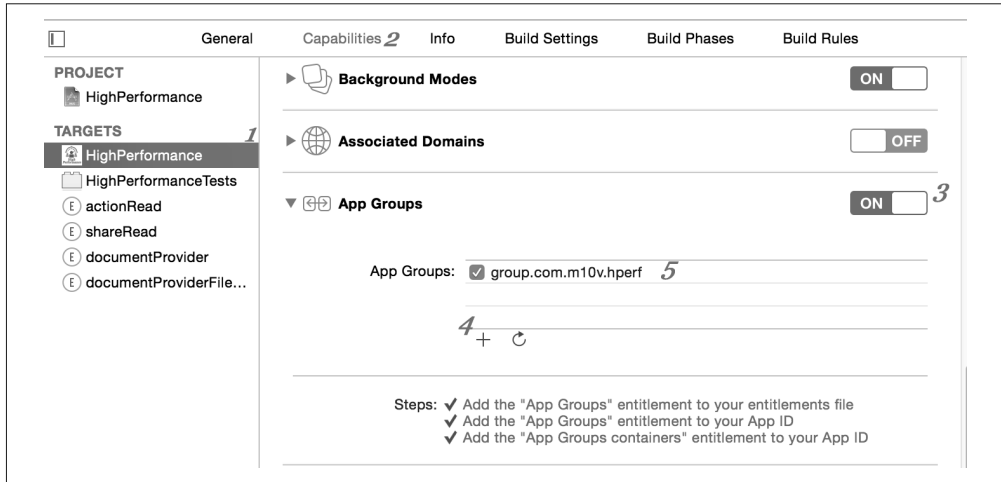 General Capabilities 2 Info Build Settings Build Phases Build Rules
PROJECT
HighPerformance
TARGETS 1
HighPerformance
HighPerformanceTests
E actionRead
E shareRead
E documentProvider
E documentProviderFile...
Background Modes ON
Associated Domains OFF
App Groups ON 3
App Groups: group.com.m10v.hperf 5
4 +
Steps: ✓ Add the "App Groups" entitlement to your entitlements file
✓ Add the "App Groups" entitlement to your App ID
✓ Add the "App Groups containers" entitlement to your App ID